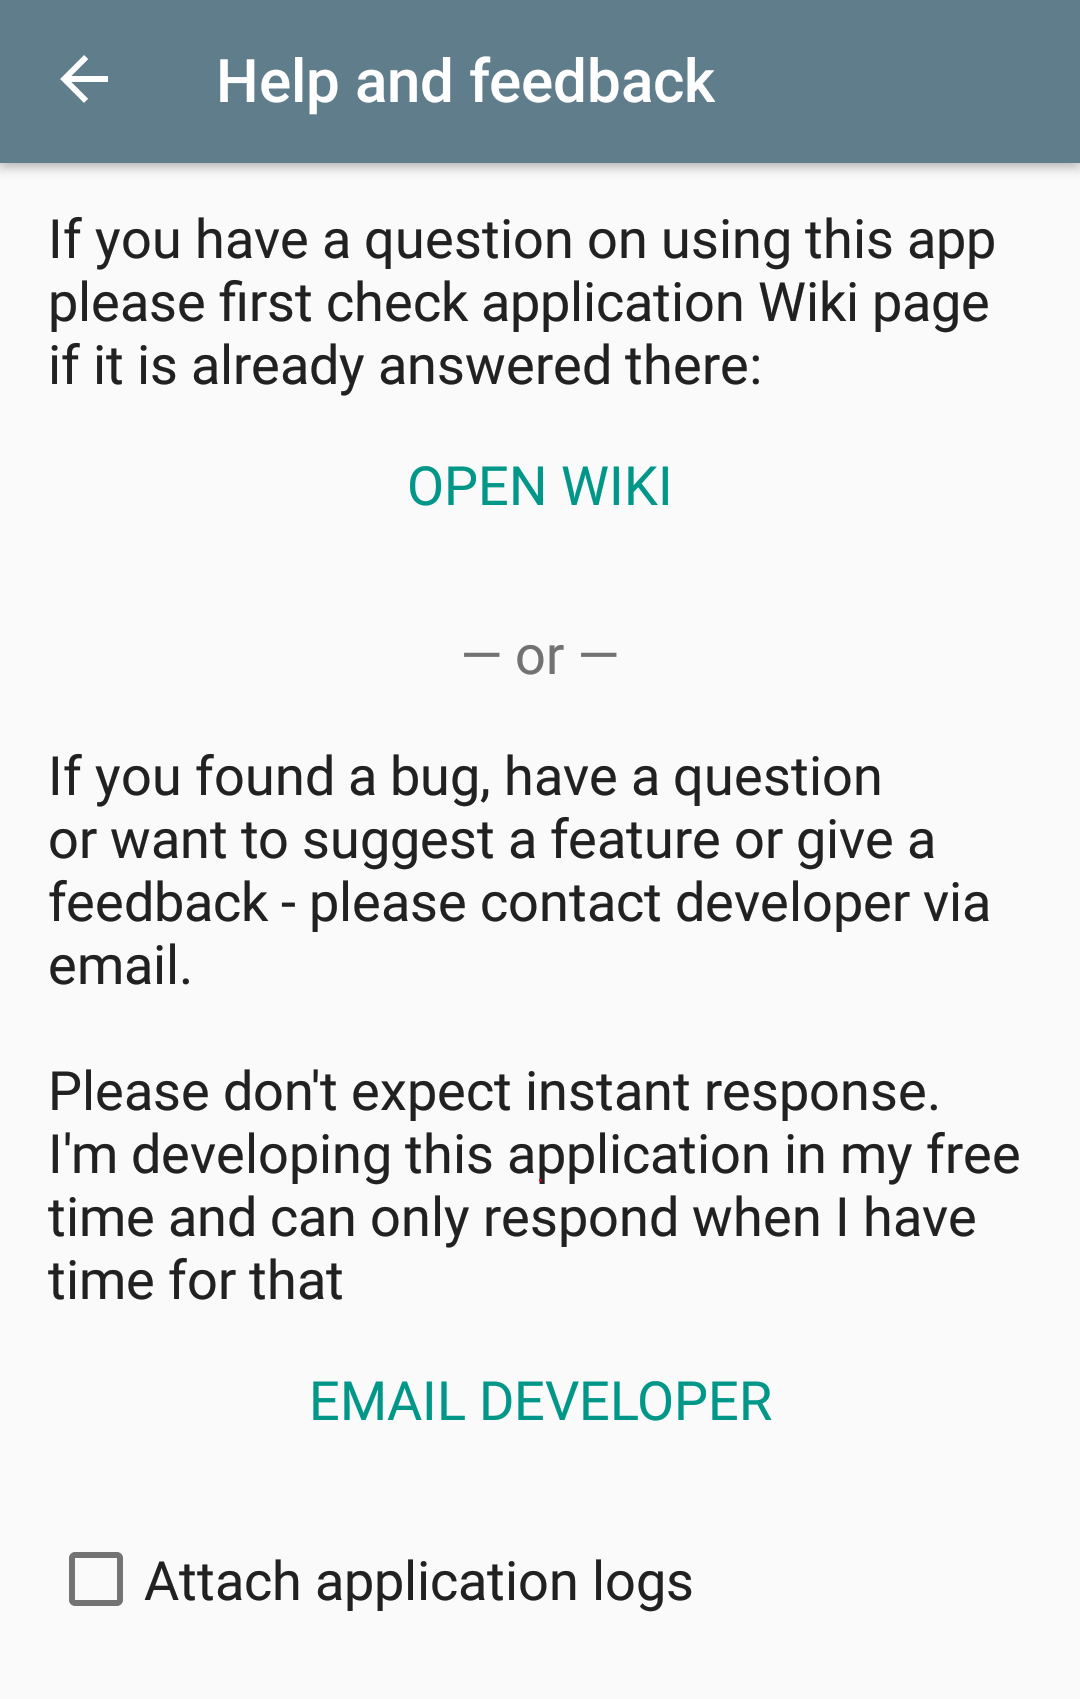 Help and feedback
If you have a question on using this app
please first check application Wiki page
if it is already answered there:
OPEN WIKI
— or —
If you found a bug, have a question
or want to suggest a feature or give a
feedback - please contact developer via
email.
Please don't expect instant response.
I'm developing this application in my free
time and can only respond when I have
time for that
EMAIL DEVELOPER
Attach application logs